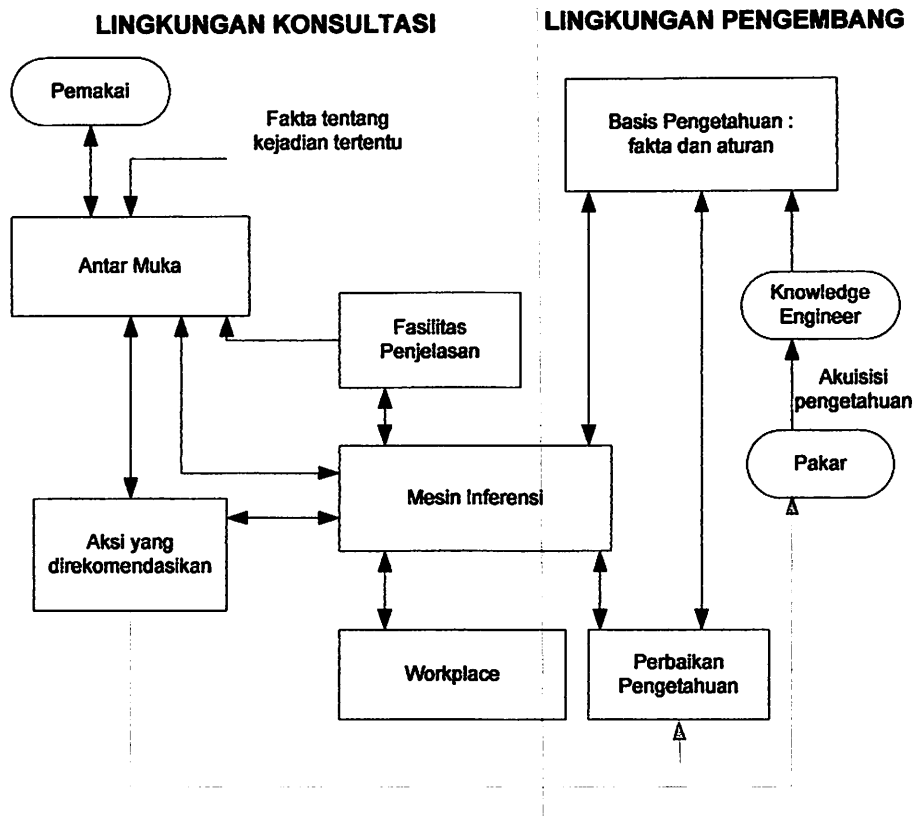 LINGKUNGAN KONSULTASI
LINGKUNGAN PENGEMBANG
Pemakai
Fakta tentang
kejadian tertentu
Basis Pengetahuan :
fakta dan aturan
Antar Muka
Knowledge
Engineer
Fasilitas
Penjelasan
Akuisisi
pengetahuan
Pakar
Mesin Inferensi
Aksi yang
direkomendasikan
Workplace
Perbaikan
Pengetahuan